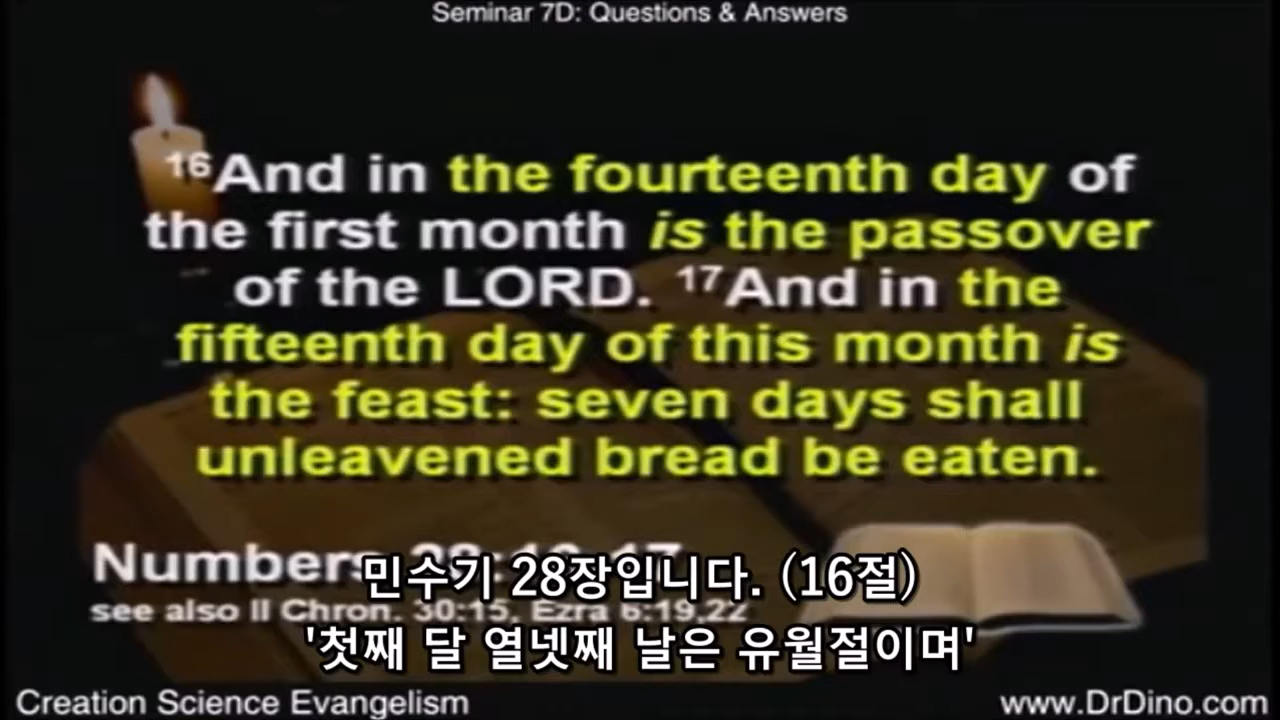 Seminar 7D: Questions & Answers
¹⁶And in the fourteenth day of
the first month is the passover
of the LORD. ¹⁷And in the
fifteenth day of this month is
the feast: seven days shall
unleavened bread be eaten.
Numbers 28:16-17
see also II Chron. 30:15, Ezra 6:19,22
민수기 28장입니다. (16절)
'첫째 달 열넷째 날은 유월절이며'
Creation Science Evangelism
www.DrDino.com